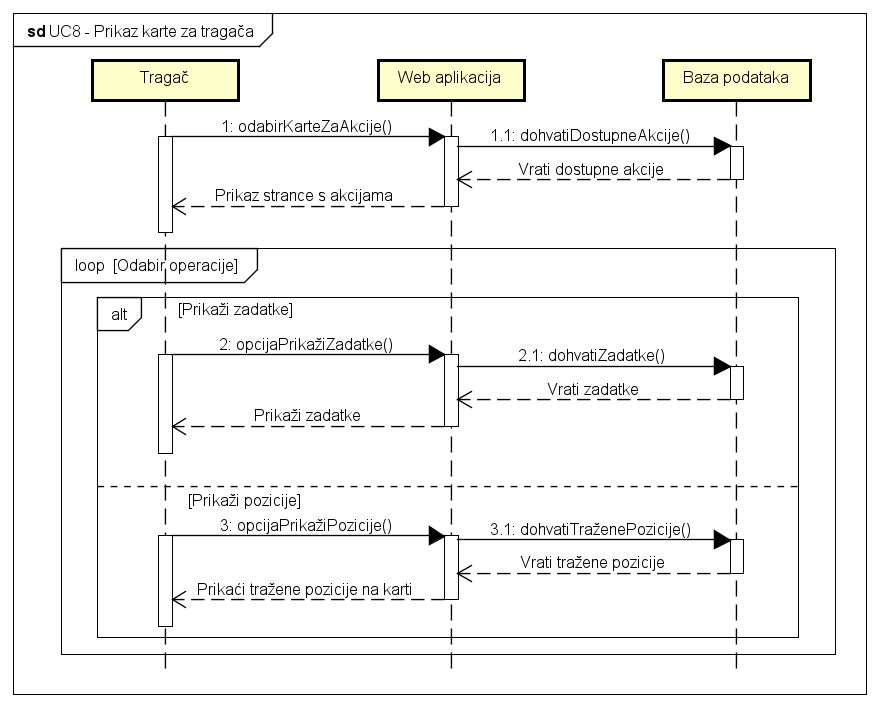 sd UC8 - Prikaz karte za tragača
Tragač
Web aplikacija
Baza podataka
1: odabirKarteZaAkcije()
1.1: dohvatiDostupneAkcije()
Vrati dostupne akcije
Prikaz strance s akcijama
loop [Odabir operacije]
alt
[Prikaži zadatke]
2: opcijaPrikažiZadatke()
2.1: dohvatiZadatke()
Vrati zadatke
Prikaži zadatke
[Prikaži pozicije]
3: opcijaPrikažiPozicije()
3.1: dohvatiTraženePozicije()
Vrati tražene pozicije
Prikaći tražene pozicije na karti